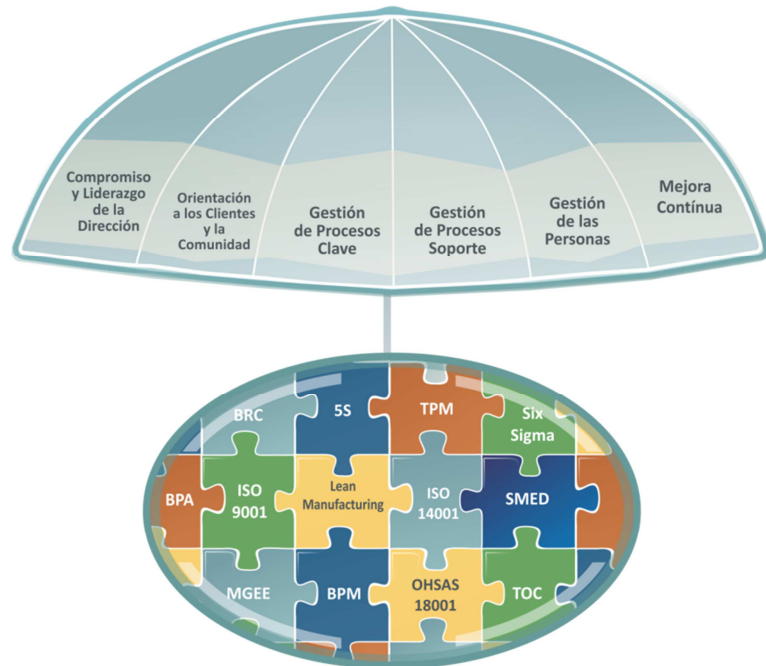 Compromiso
y Liderazgo
de la
Dirección
Orientación
a los Clientes
y la
Comunidad
Gestión
de Procesos
Clave
Gestión
de Procesos
Soporte
Gestión
de las
Personas
Mejora
Contínua
BRC
5S
TPM
Six
Sigma
BPA
ISO
9001
Lean
Manufacturing
ISO
14001
SMED
MGEE
BPM
OHSAS
18001
TOC